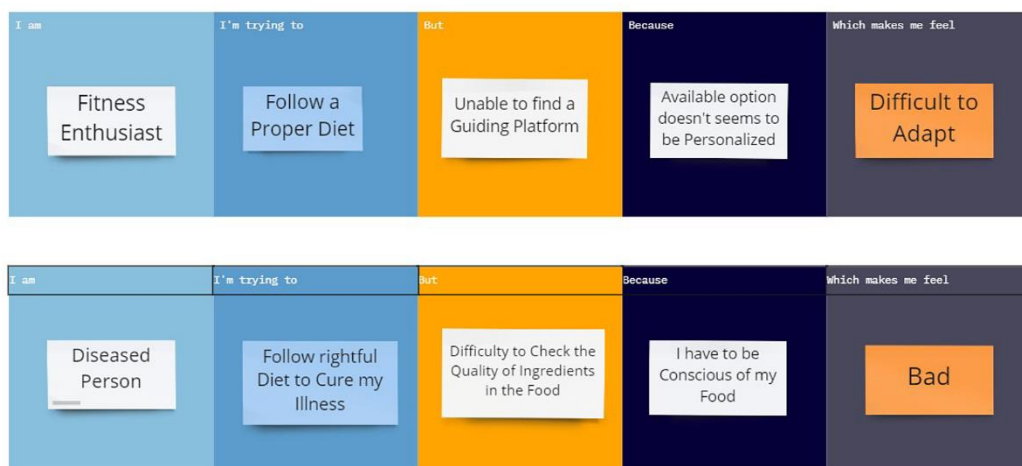 I am
I'm trying to
But
Because
Which makes me feel
Fitness
Enthusiast
Follow a
Proper Diet
Unable to find a
Guiding Platform
Available option
doesn't seems to
be Personalized
Difficult to
Adapt
I am
I'm trying to
But
Because
Which makes me feel
Diseased
Person
Follow rightful
Diet to Cure my
Illness
Difficulty to Check the
Quality of Ingredients
in the Food
I have to be
Conscious of my
Food
Bad